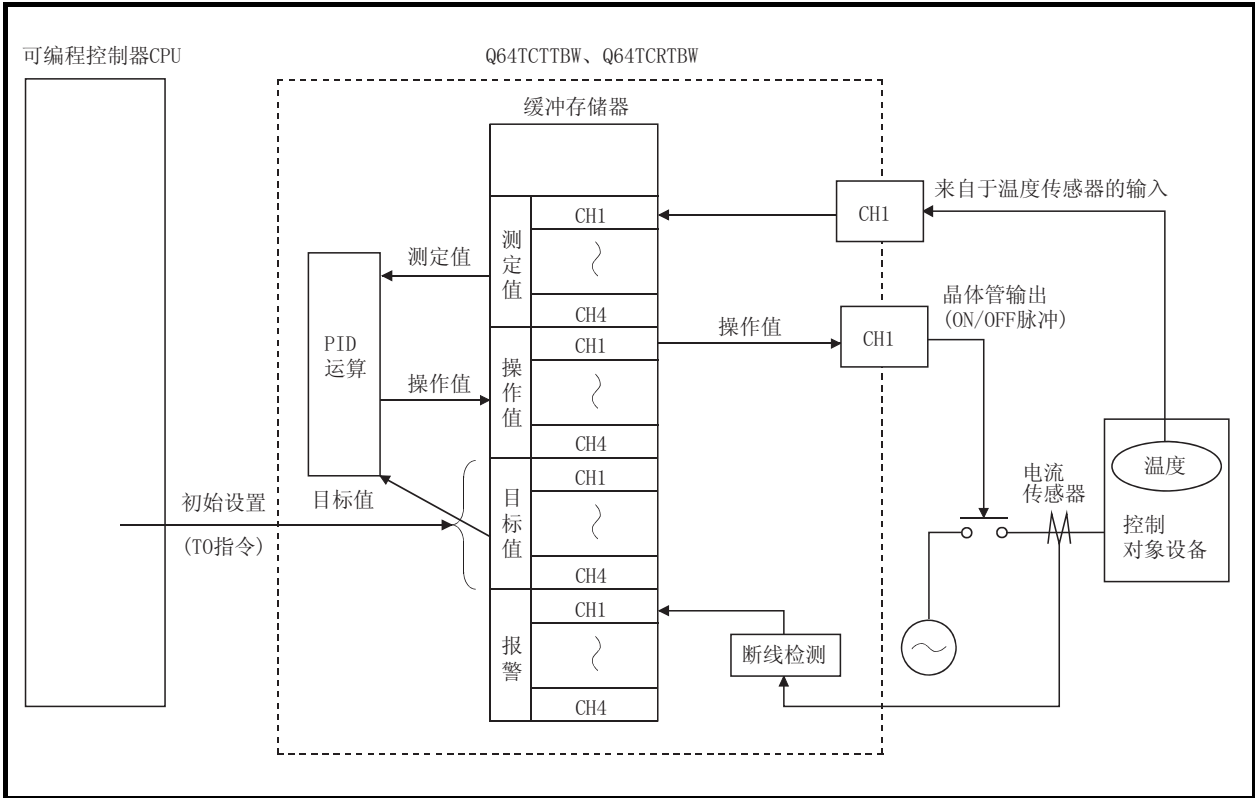 可编程控制器CPU
Q64TCTTBW、Q64TCRTBW
缓冲存储器
测定值
CH1
CH4
操作值
CH1
CH4
目标值
CH1
CH4
报警
CH1
CH4
PID
运算
测定值
操作值
目标值
初始设置
(TO指令)
操作值
CH1
来自于温度传感器的输入
CH1
晶体管输出
(ON/OFF脉冲)
电流
传感器
温度
控制
对象设备
断线检测